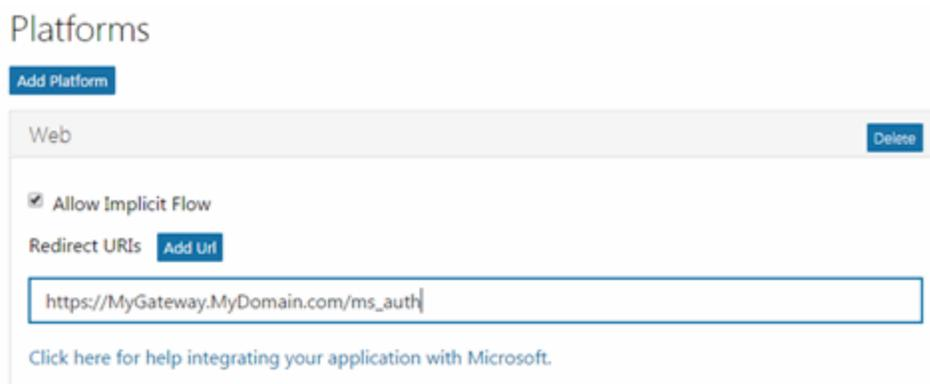 Platforms
Add Platform
Web
Delete
Allow Implicit Flow
Redirect URIs Add Url
https://MyGateway.MyDomain.com/ms_auth
Click here for help integrating your application with Microsoft.